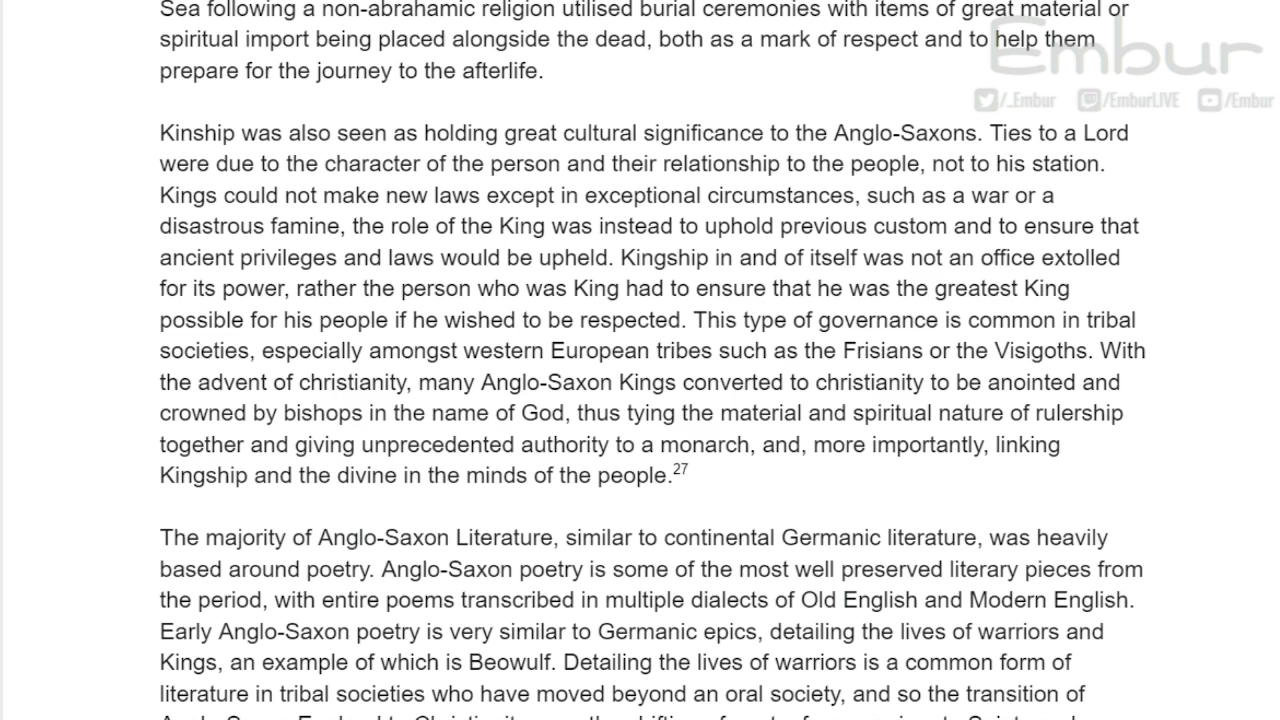 Sea following a non-abrahamic religion utilised burial ceremonies with items of great material or
spiritual import being placed alongside the dead, both as a mark of respect and to help them
prepare for the journey to the afterlife.
Embur
/_Embur /EmburLIVE /Embur
Kinship was also seen as holding great cultural significance to the Anglo-Saxons. Ties to a Lord
were due to the character of the person and their relationship to the people, not to his station.
Kings could not make new laws except in exceptional circumstances, such as a war or a
disastrous famine, the role of the King was instead to uphold previous custom and to ensure that
ancient privileges and laws would be upheld. Kingship in and of itself was not an office extolled
for its power, rather the person who was King had to ensure that he was the greatest King
possible for his people if he wished to be respected. This type of governance is common in tribal
societies, especially amongst western European tribes such as the Frisians or the Visigoths. With
the advent of christianity, many Anglo-Saxon Kings converted to christianity to be anointed and
crowned by bishops in the name of God, thus tying the material and spiritual nature of rulership
together and giving unprecedented authority to a monarch, and, more importantly, linking
Kingship and the divine in the minds of the people.27
The majority of Anglo-Saxon Literature, similar to continental Germanic literature, was heavily
based around poetry. Anglo-Saxon poetry is some of the most well preserved literary pieces from
the period, with entire poems transcribed in multiple dialects of Old English and Modern English.
Early Anglo-Saxon poetry is very similar to Germanic epics, detailing the lives of warriors and
Kings, an example of which is Beowulf. Detailing the lives of warriors is a common form of
literature in tribal societies who have moved beyond an oral society, and so the transition of